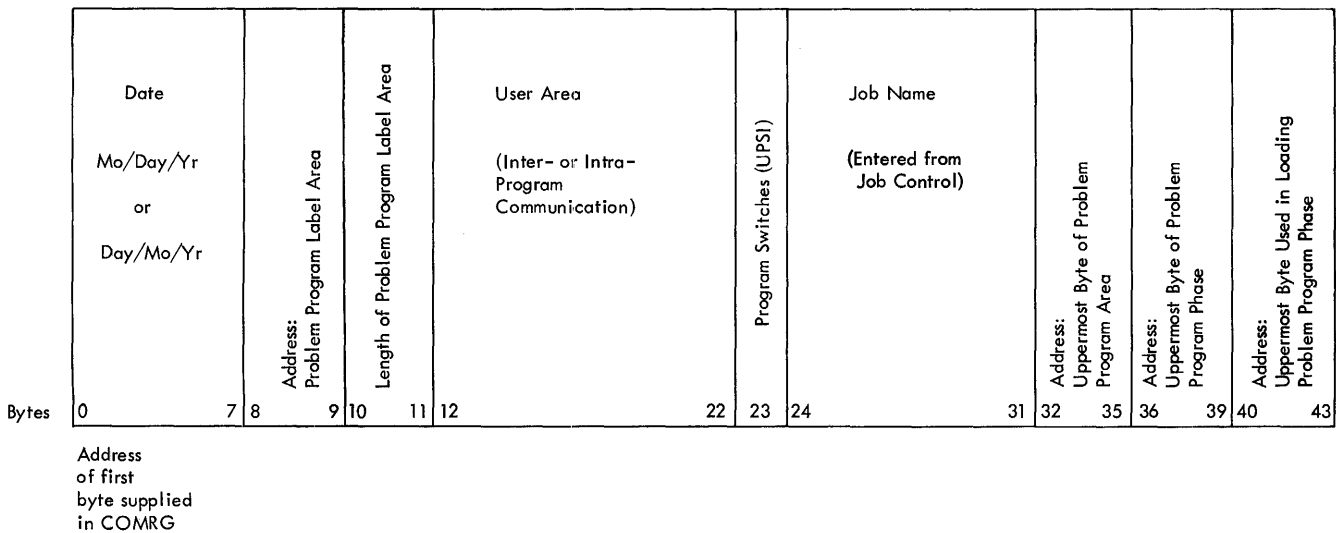 Date
Mo/Day/Yr
or
Day/Mo/Yr
Address:
Problem Program Label Area
Length of Problem Program Label Area
User Area
(Inter- or Intra-
Program
Communication)
Program Switches (UPSI)
Job Name
(Entered from
Job Control)
Address:
Uppermost Byte of Problem
Program Area
Address:
Uppermost Byte of Problem
Program Phase
Address:
Uppermost Byte Used in Loading
Problem Program Phase
Bytes 0 7 8 9 10 11 12 22 23 24 31 32 35 36 39 40 43
Address
of first
byte supplied
in COMRG